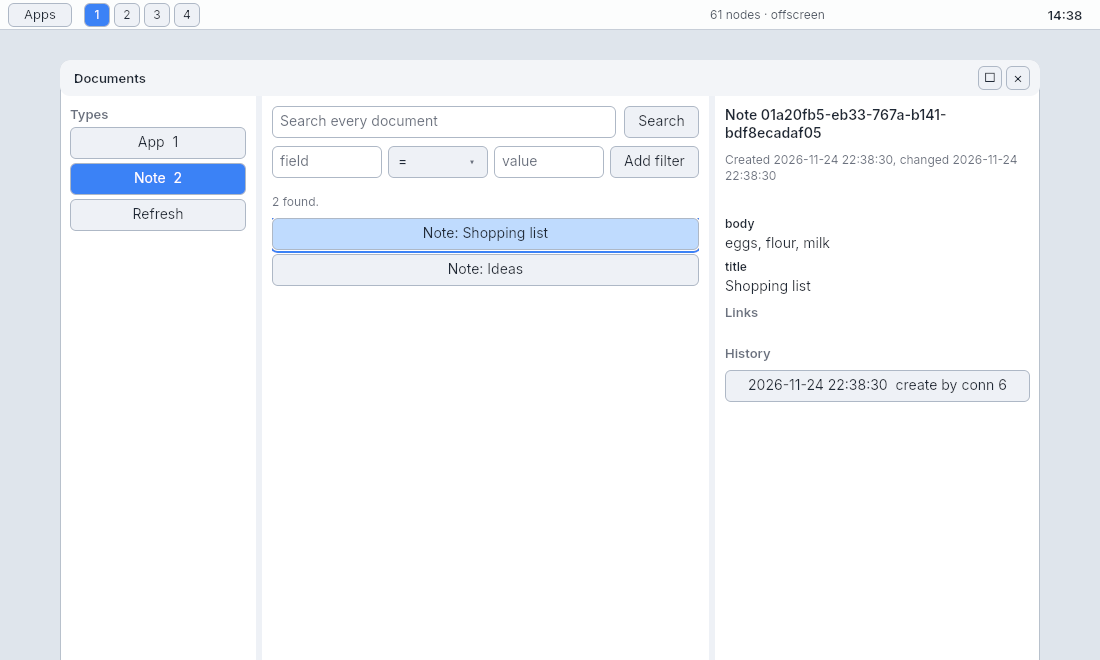 Apps 1 2 3 4 61 nodes · offscreen 14:38
Documents
Types
App 1
Note 2
Refresh
Search every document Search
field = value Add filter
2 found.
Note: Shopping list
Note: Ideas
Note 01a20fb5-eb33-767a-b141-
bdf8ecadaf05
Created 2026-11-24 22:38:30, changed 2026-11-24
22:38:30
body
eggs, flour, milk
title
Shopping list
Links
History
2026-11-24 22:38:30 create by conn 6